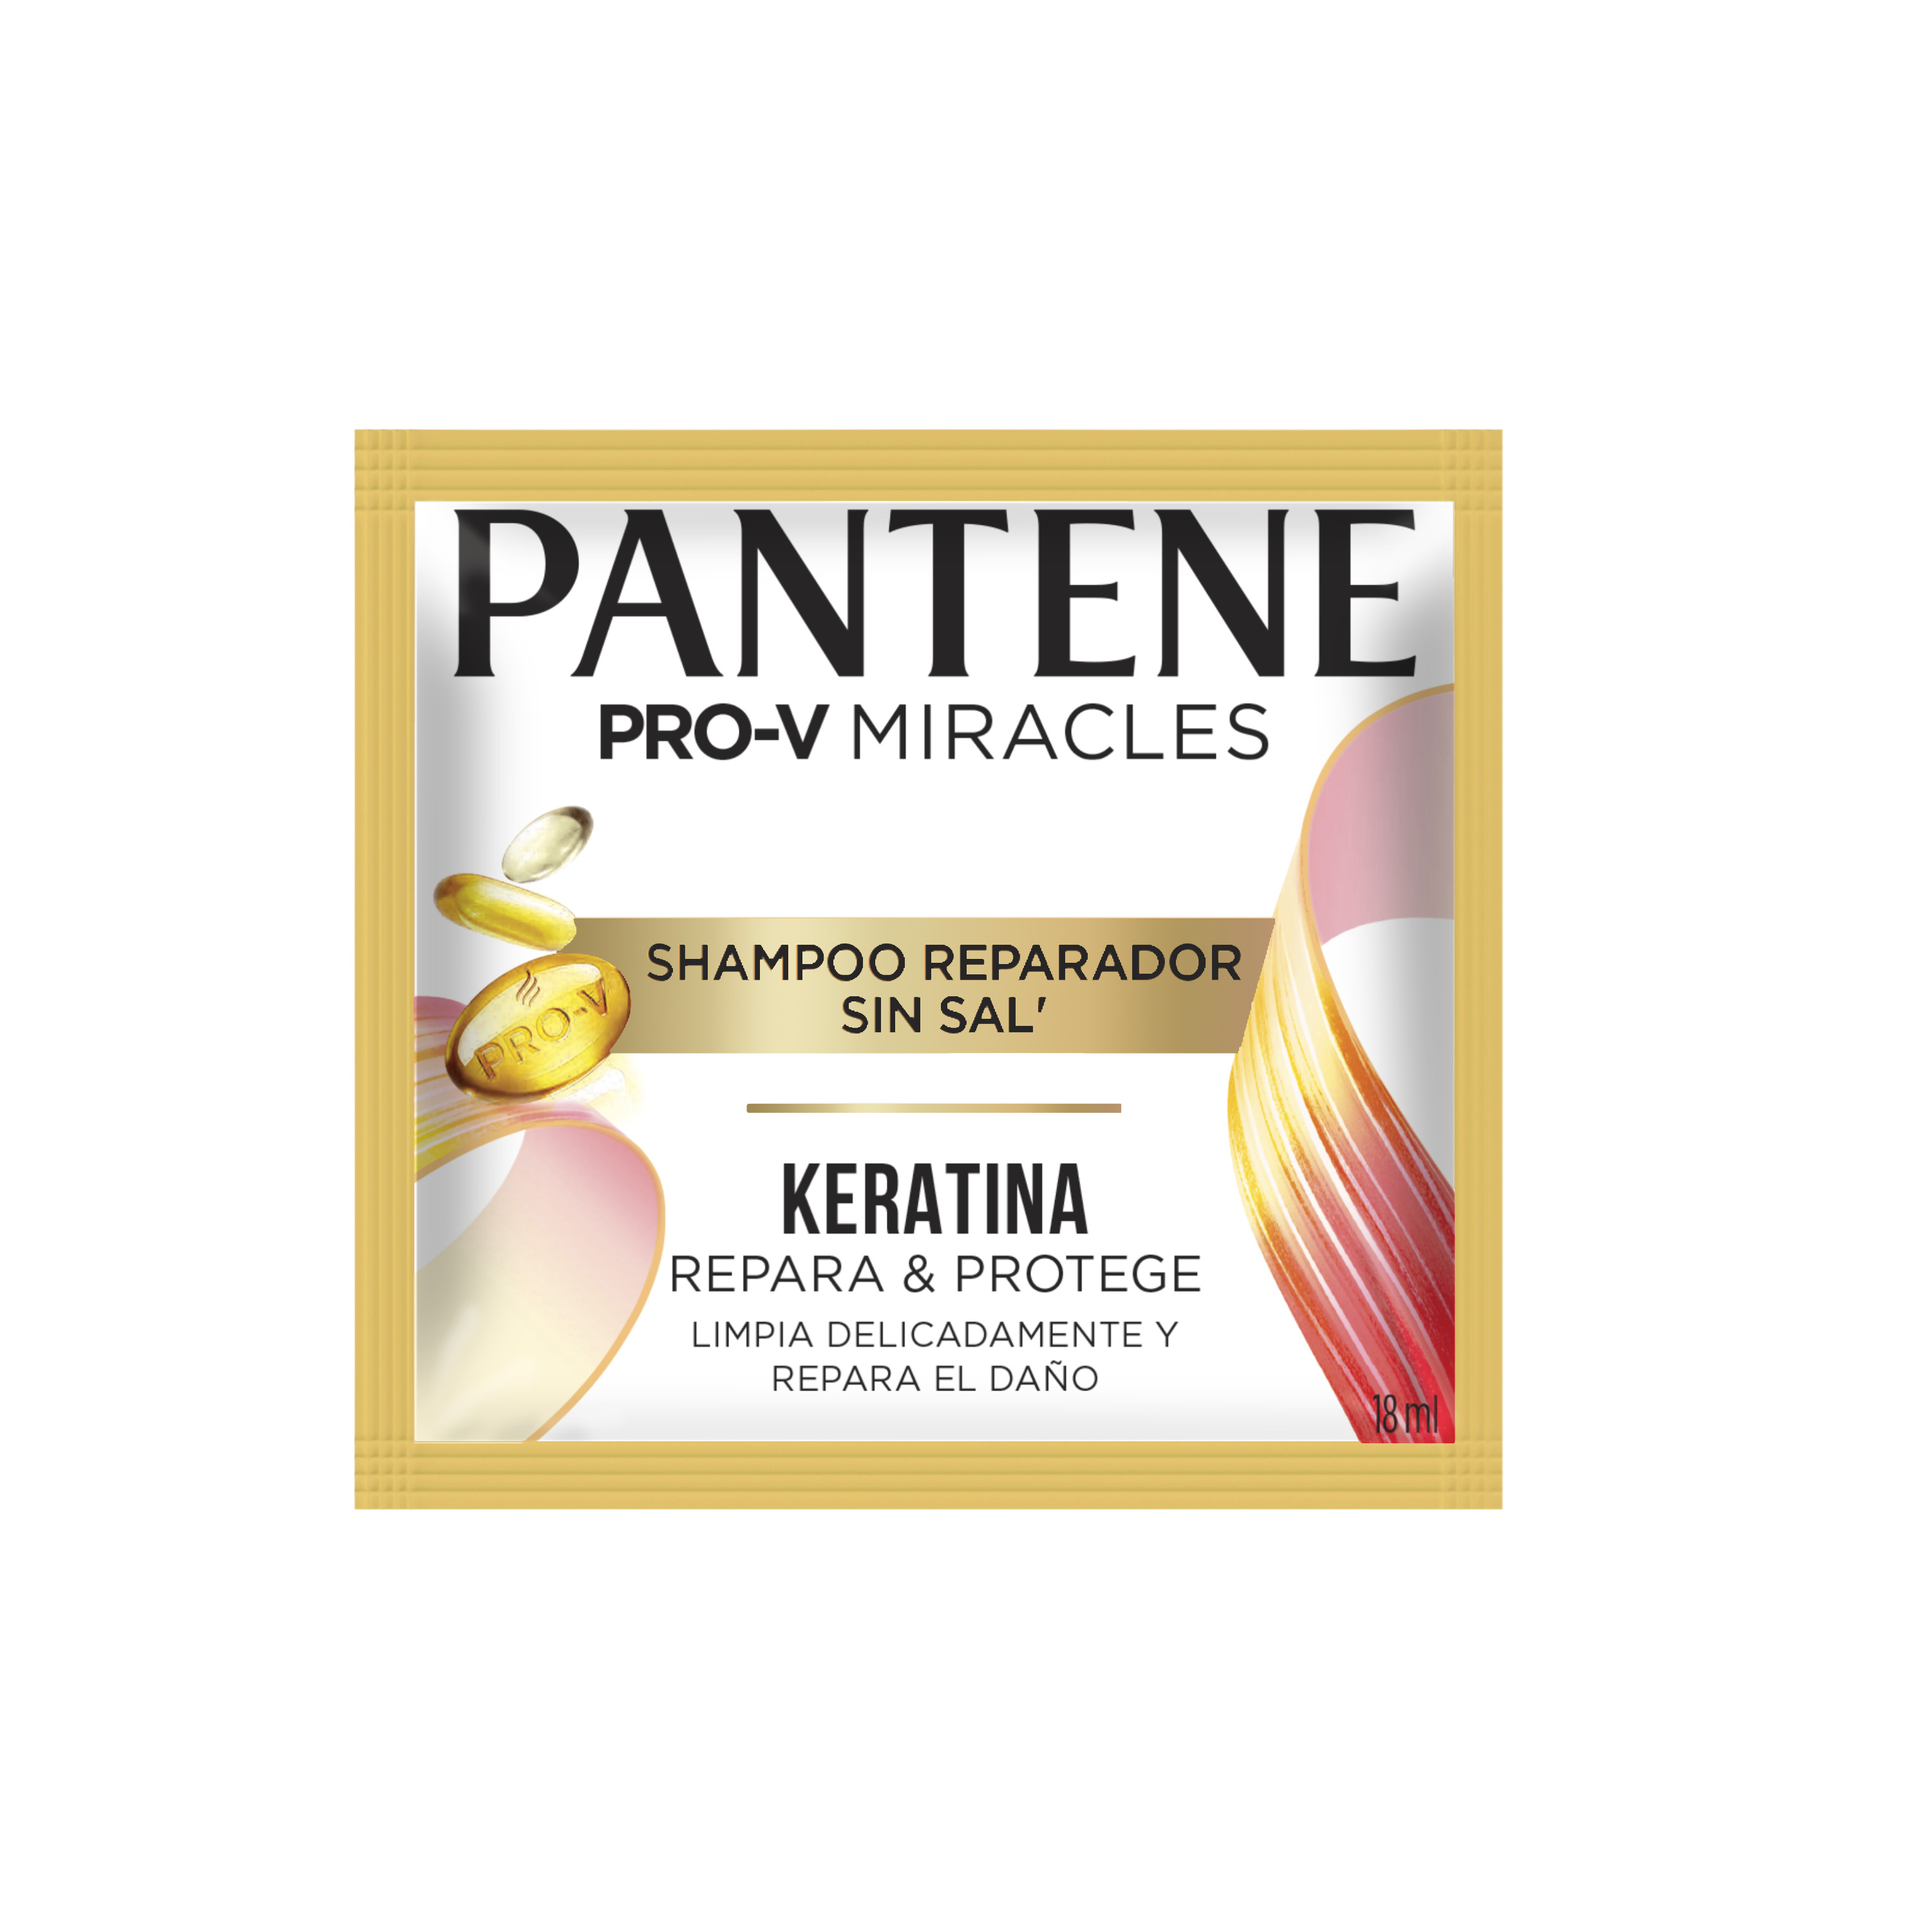 PANTENE
PRO-V MIRACLES
PRO-V
SHAMPOO REPARADOR
SIN SAL'
KERATINA
REPARA & PROTEGE
LIMPIA DELICADAMENTE Y
REPARA EL DAÑO
18 ml